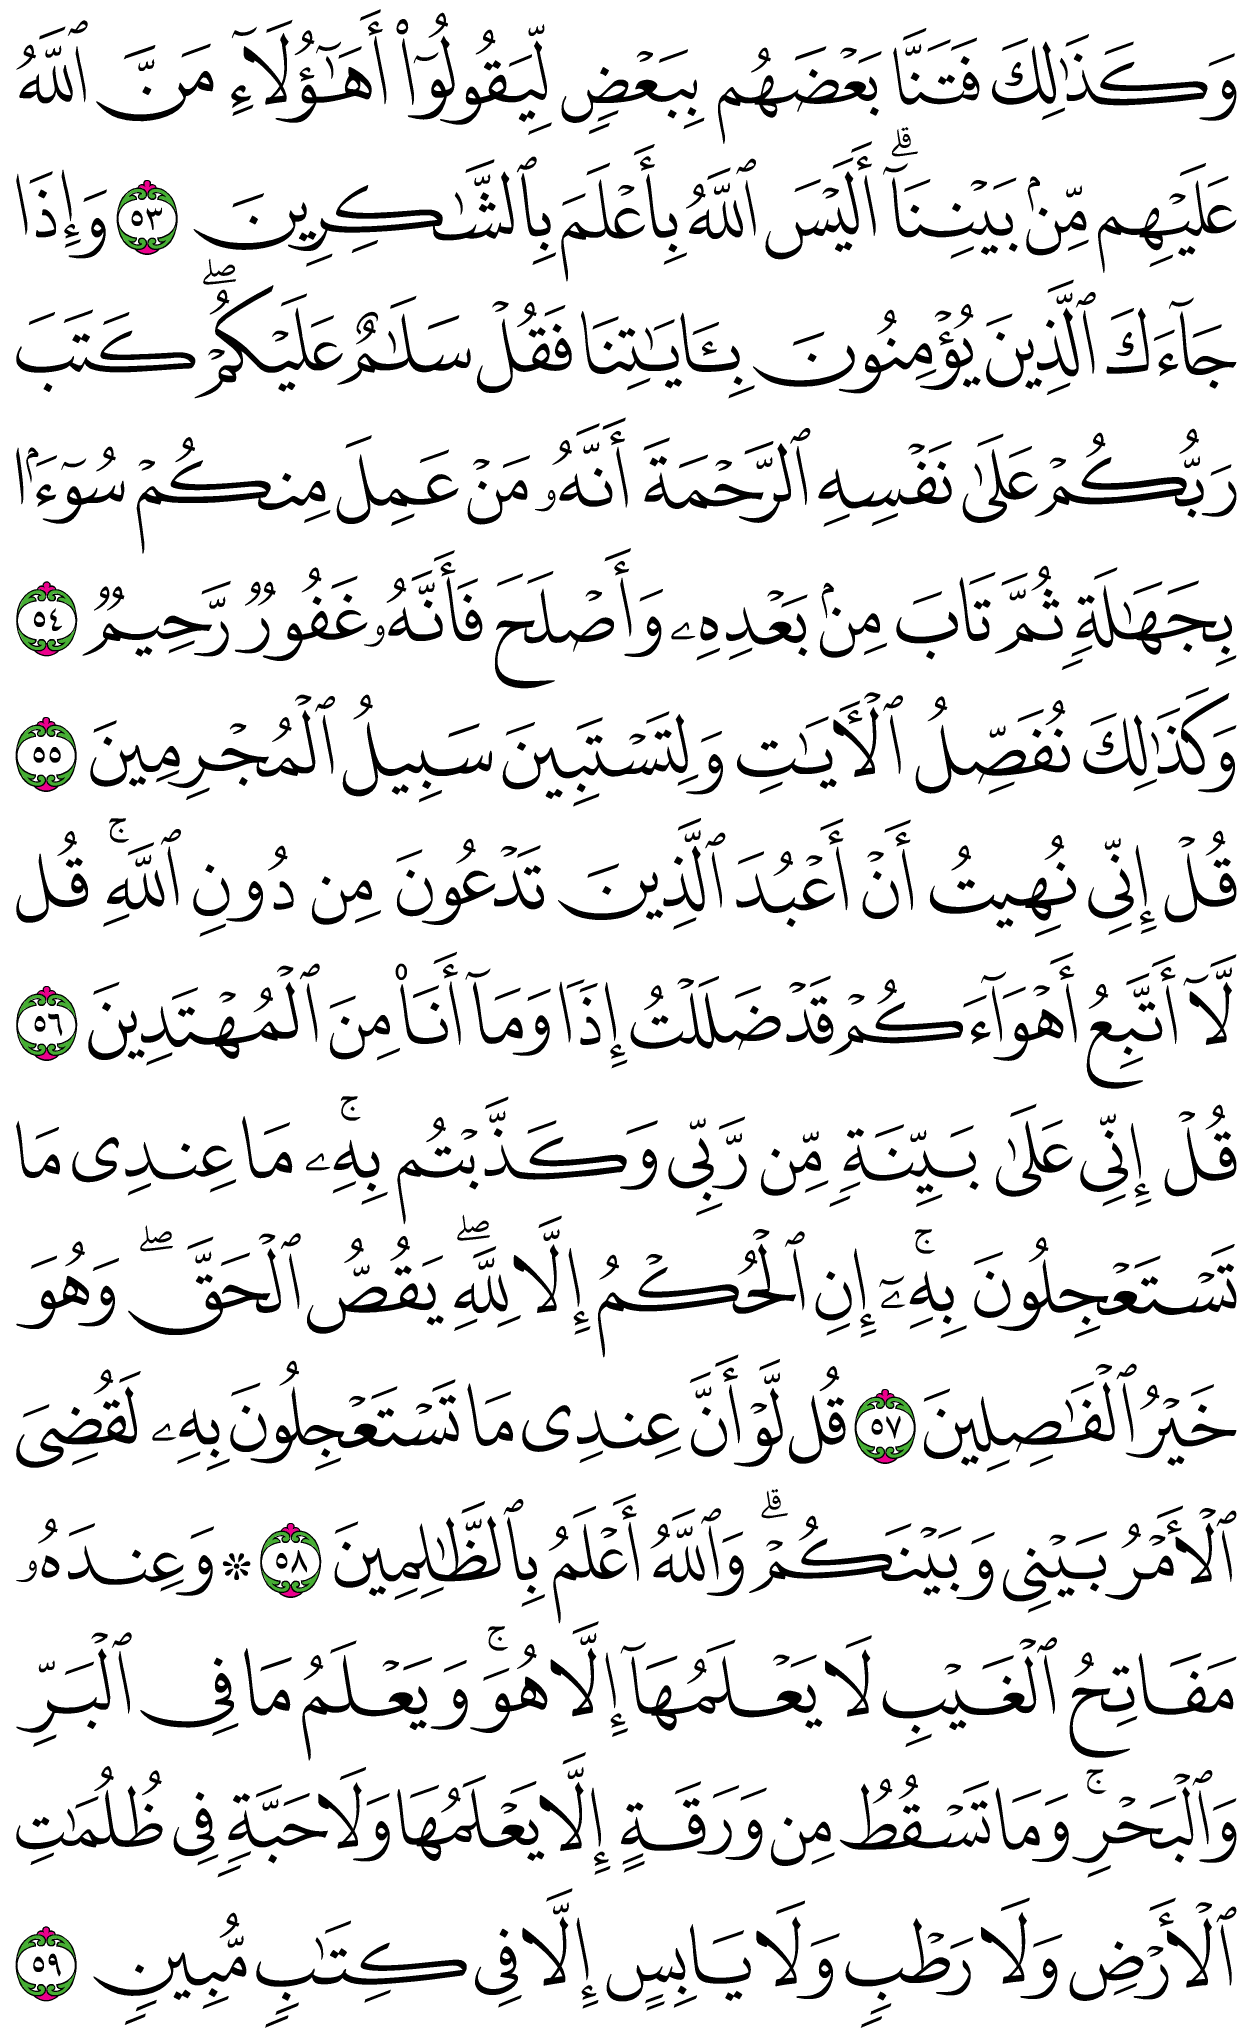 وَكَذَٰلِكَ فَتَنَّا بَعۡضَهُم بِبَعۡضٖ لِّيَقُولُوٓاْ أَهَٰٓؤُلَآءِ مَنَّ ٱللَّهُ
عَلَيۡهِم مِّنۢ بَيۡنِنَآۗ أَلَيۡسَ ٱللَّهُ بِأَعۡلَمَ بِٱلشَّٰكِرِينَ ٥٣ وَإِذَا
جَآءَكَ ٱلَّذِينَ يُؤۡمِنُونَ بِـَٔايَٰتِنَا فَقُلۡ سَلَٰمٌ عَلَيۡكُمۡۖ كَتَبَ
رَبُّكُمۡ عَلَىٰ نَفۡسِهِ ٱلرَّحۡمَةَ أَنَّهُۥ مَنۡ عَمِلَ مِنكُمۡ سُوٓءَۢا
بِجَهَٰلَةٖ ثُمَّ تَابَ مِنۢ بَعۡدِهِۦ وَأَصۡلَحَ فَأَنَّهُۥ غَفُورٞ رَّحِيمٞ ٥٤
وَكَذَٰلِكَ نُفَصِّلُ ٱلۡأٓيَٰتِ وَلِتَسۡتَبِينَ سَبِيلُ ٱلۡمُجۡرِمِينَ ٥٥
قُلۡ إِنِّي نُهِيتُ أَنۡ أَعۡبُدَ ٱلَّذِينَ تَدۡعُونَ مِن دُونِ ٱللَّهِۚ قُل
لَّآ أَتَّبِعُ أَهۡوَآءَكُمۡ قَدۡ ضَلَلۡتُ إِذٗا وَمَآ أَنَا۠ مِنَ ٱلۡمُهۡتَدِينَ ٥٦
قُلۡ إِنِّي عَلَىٰ بَيِّنَةٖ مِّن رَّبِّي وَكَذَّبۡتُم بِهِۦۚ مَا عِندِي مَا
تَسۡتَعۡجِلُونَ بِهِۦٓۚ إِنِ ٱلۡحُكۡمُ إِلَّا لِلَّهِۖ يَقُصُّ ٱلۡحَقَّۖ وَهُوَ
خَيۡرُ ٱلۡفَٰصِلِينَ ٥٧ قُل لَّوۡ أَنَّ عِندِي مَا تَسۡتَعۡجِلُونَ بِهِۦ لَقُضِيَ
ٱلۡأَمۡرُ بَيۡنِي وَبَيۡنَكُمۡۗ وَٱللَّهُ أَعۡلَمُ بِٱلظَّٰلِمِينَ ٥٨ ۞ وَعِندَهُۥ
مَفَاتِحُ ٱلۡغَيۡبِ لَا يَعۡلَمُهَآ إِلَّا هُوَۚ وَيَعۡلَمُ مَا فِي ٱلۡبَرِّ
وَٱلۡبَحۡرِۚ وَمَا تَسۡقُطُ مِن وَرَقَةٍ إِلَّا يَعۡلَمُهَا وَلَا حَبَّةٖ فِي ظُلُمَٰتِ
ٱلۡأَرۡضِ وَلَا رَطۡبٖ وَلَا يَابِسٍ إِلَّا فِي كِتَٰبٖ مُّبِينٖ ٥٩